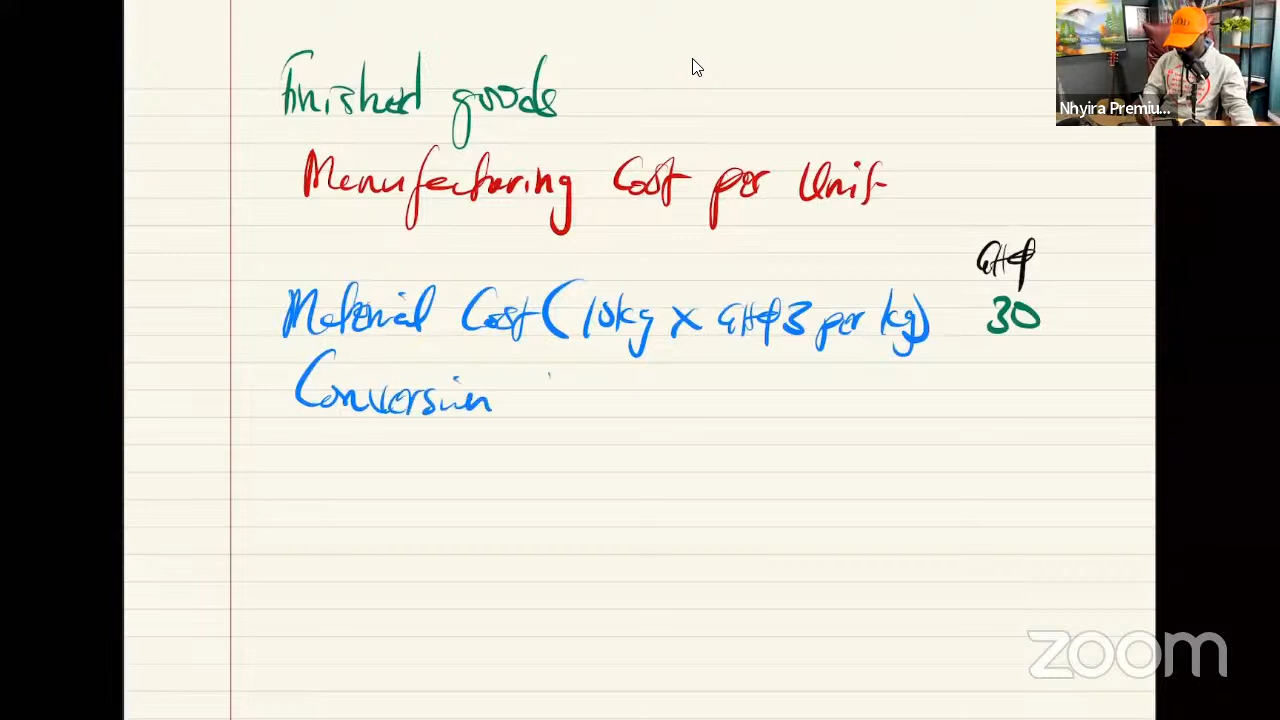 Finished goods
Manufacturing Cost per Unit
GH¢
Material Cost (10kg x GH¢3 per kg) 30
Conversion
Nhyira Premiu...
zoom